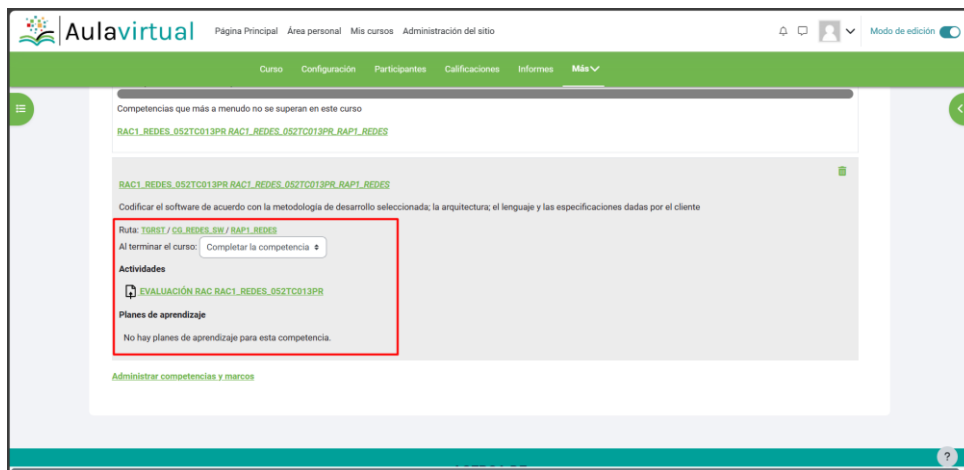 Aulavirtual
Página Principal Área personal Mis cursos Administración del sitio
Modo de edición
Curso Configuración Participantes Calificaciones Informes Más
Competencias que más a menudo no se superan en este curso
RAC1_REDES_052TC013PR RAC1_REDES_052TC013PR_RAP1_REDES
RAC1_REDES_052TC013PR RAC1_REDES_052TC013PR_RAP1_REDES
Codificar el software de acuerdo con la metodología de desarrollo seleccionada; la arquitectura; el lenguaje y las especificaciones dadas por el cliente
Ruta: TGRST / CG_REDES_SW / RAP1_REDES
Al terminar el curso: Completar la competencia
Actividades
EVALUACIÓN RAC RAC1_REDES_052TC013PR
Planes de aprendizaje
No hay planes de aprendizaje para esta competencia.
Administrar competencias y marcos
?